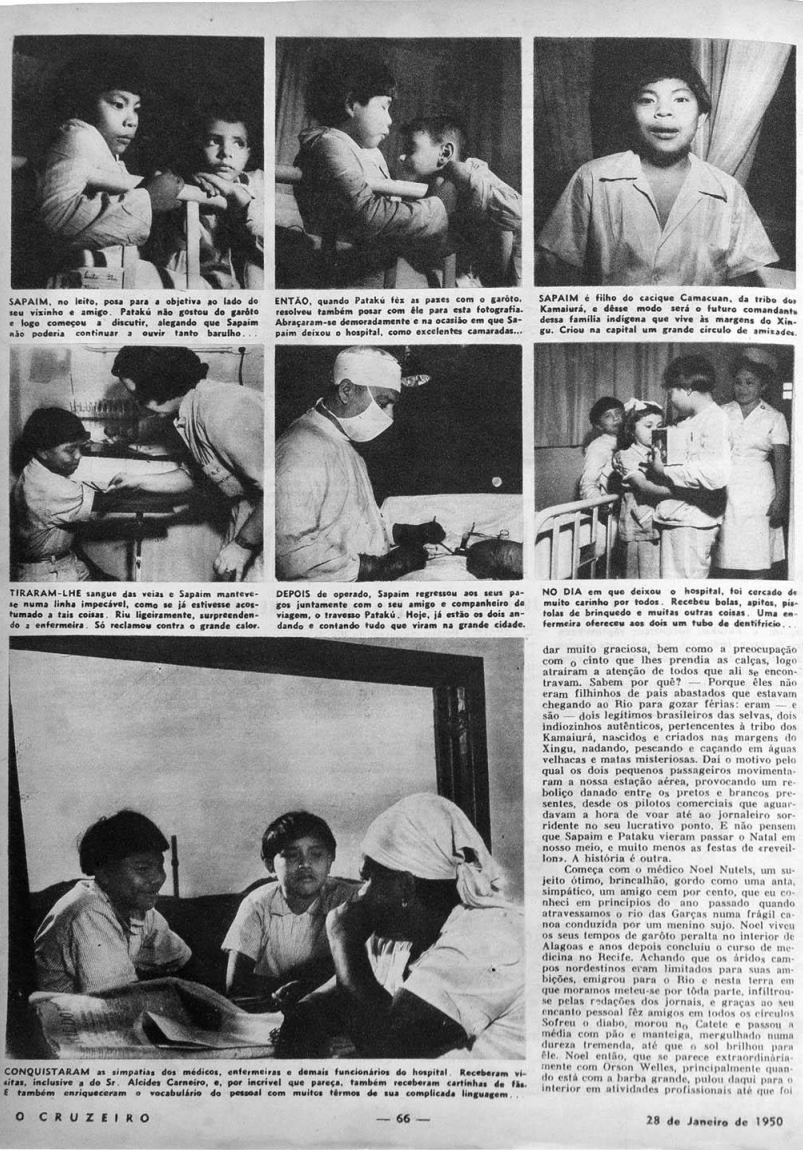 SAPAIM, no leito, posa para a objetiva ao lado do
seu vizinho e amigo. Patakú não gostou do garôto
e logo começou a discutir, alegando que Sapaim
não poderia continuar a ouvir tanto barulho...
ENTÃO, quando Patakú fêz as pazes com o garôto,
resolveu também posar com êle para esta fotografia.
Abraçaram-se demoradamente e na ocasião em que Sa-
paim deixou o hospital, como excelentes camaradas...
SAPAIM é filho do cacique Camacuan, da tribo dos
Kamaiurá, e dêsse modo será o futuro comandante
dessa família indígena que vive às margens do Xin-
gu. Criou na capital um grande círculo de amizades.
TIRARAM-LHE sangue das veias e Sapaim manteve-
se numa linha impecável, como se já estivesse acos-
tumado a tais coisas. Riu ligeiramente, surpreenden-
do a enfermeira. Só reclamou contra o grande calor.
DEPOIS de operado, Sapaim regressou aos seus pa-
gos juntamente com o seu amigo e companheiro de
viagem, o travesso Patakú. Hoje, já estão os dois an-
dando e contando tudo que viram na grande cidade.
NO DIA em que deixou o hospital, foi cercado de
muito carinho por todos. Recebeu bolas, apitos, pis-
tolas de brinquedo e muitas outras coisas. Uma en-
fermeira ofereceu aos dois um tubo de dentifrício...
CONQUISTARAM as simpatias dos médicos, enfermeiras e demais funcionários do hospital. Receberam vi-
sitas, inclusive a do Sr. Alcides Carneiro, e, por incrível que pareça, também receberam cartinhas de fãs.
E também enriqueceram o vocabulário do pessoal com muitos têrmos de sua complicada linguagem...
dar muito graciosa, bem como a preocupação
com o cinto que lhes prendia as calças, logo
atraíram a atenção de todos que ali se encon-
travam. Sabem por quê? — Porque êles não
eram filhinhos de pais abastados que estavam
chegando ao Rio para gozar férias: eram — e
são — dois legítimos brasileiros das selvas, dois
indiozinhos autênticos, pertencentes à tribo dos
Kamaiurá, nascidos e criados nas margens do
Xingu, nadando, pescando e caçando em águas
velhacas e matas misteriosas. Daí o motivo pelo
qual os dois pequenos passageiros movimenta-
ram a nossa estação aérea, provocando um re-
boliço danado entre os pretos e brancos pre-
sentes, desde os pilotos comerciais que aguar-
davam a hora de voar até ao jornaleiro sor-
ridente no seu lucrativo ponto. E não pensem
que Sapaim e Pataku vieram passar o Natal em
nosso meio, e muito menos as festas de «reveil-
lon». A história é outra.
Começa com o médico Noel Nutels, um su-
jeito ótimo, brincalhão, gordo como uma anta,
simpático, um amigo cem por cento, que eu co-
nheci em princípios do ano passado quando
atravessamos o rio das Garças numa frágil ca-
noa conduzida por um menino sujo. Noel viveu
os seus tempos de garôto peralta no interior de
Alagoas e anos depois concluiu o curso de me-
dicina no Recife. Achando que os áridos cam-
pos nordestinos eram limitados para suas am-
bições, emigrou para o Rio e nesta terra em
que moramos meteu-se por tôda parte, infiltrou-
se pelas redações dos jornais, e graças ao seu
encanto pessoal fêz amigos em todos os círculos
Sofreu o diabo, morou no Catete e passou a
média com pão e manteiga, mergulhado numa
dureza tremenda, até que o sol brilhou para
êle. Noel então, que se parece extraordinària-
mente com Orson Welles, principalmente quan-
do está com a barba grande, pulou daqui para o
interior em atividades profissionais até que foi
O CRUZEIRO
— 66 —
28 de Janeiro de 1950